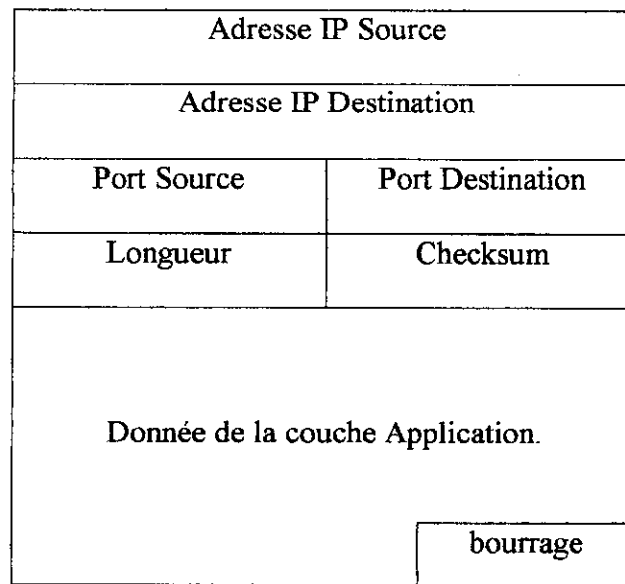 Adresse IP Source
Adresse IP Destination
Port Source Port Destination
Longueur Checksum
Donnée de la couche Application.
bourrage